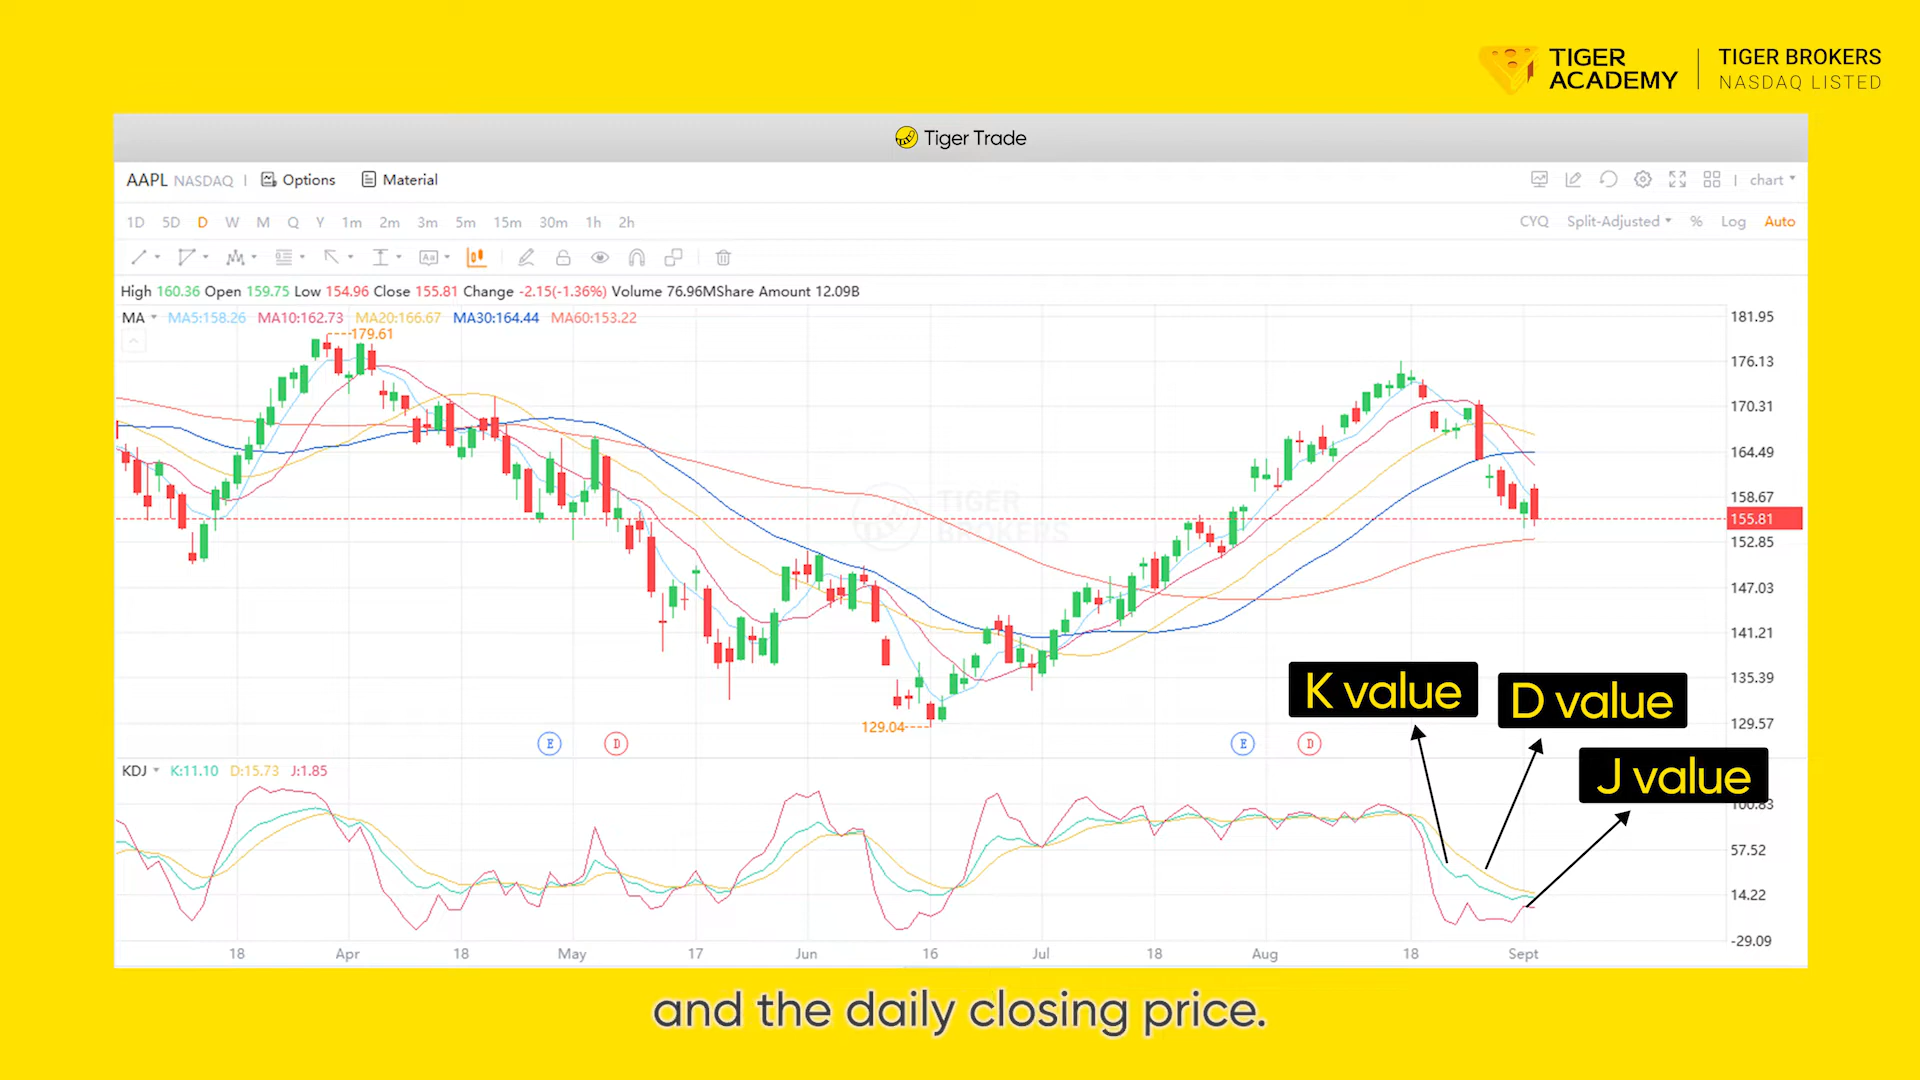 TIGER ACADEMY | TIGER BROKERS NASDAQ LISTED
Tiger Trade
AAPL NASDAQ Options Material chart
1D 5D D W M Q Y 1m 2m 3m 5m 15m 30m 1h 2h CYQ Split-Adjusted % Log Auto
Aa
High 160.36 Open 159.75 Low 154.96 Close 155.81 Change -2.15(-1.36%) Volume 76.96MShare Amount 12.09B
MA MA5:158.26 MA10:162.73 MA20:166.67 MA30:164.44 MA60:153.22
181.95
179.61
176.13
170.31
164.49
158.67
TIGER BROKERS
155.81
152.85
147.03
141.21
135.39
129.57
129.04
K value
D value
J value
E D E D
KDJ K:11.10 D:15.73 J:1.85
100.83
57.52
14.22
-29.09
18 Apr 18 May 17 Jun 16 Jul 18 Aug 18 Sept
and the daily closing price.